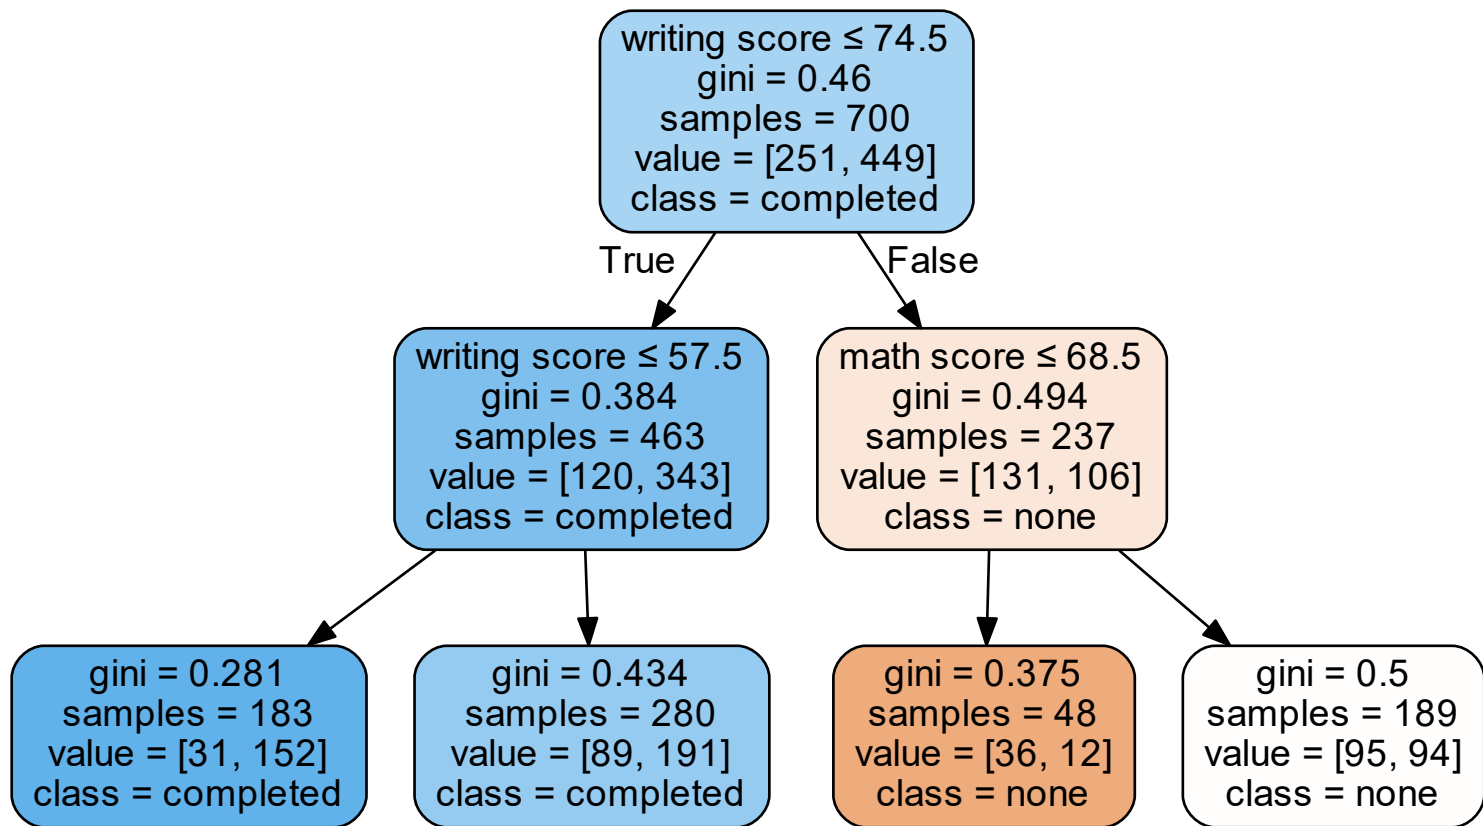 writing score ≤ 74.5
gini = 0.46
samples = 700
value = [251, 449]
class = completed
True
False
writing score ≤ 57.5
gini = 0.384
samples = 463
value = [120, 343]
class = completed
math score ≤ 68.5
gini = 0.494
samples = 237
value = [131, 106]
class = none
gini = 0.281
samples = 183
value = [31, 152]
class = completed
gini = 0.434
samples = 280
value = [89, 191]
class = completed
gini = 0.375
samples = 48
value = [36, 12]
class = none
gini = 0.5
samples = 189
value = [95, 94]
class = none